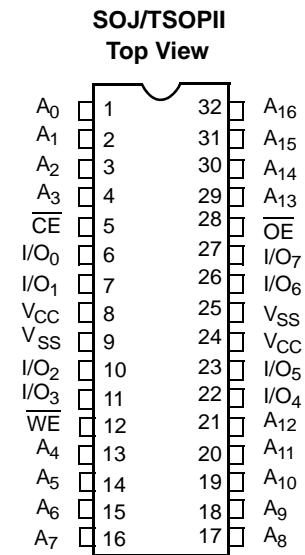 SOJ/TSOPII
Top View
A0 1 32 A16
A1 2 31 A15
A2 3 30 A14
A3 4 29 A13
C̅E̅ 5 28 O̅E̅
I/O0 6 27 I/O7
I/O1 7 26 I/O6
VCC 8 25 VSS
VSS 9 24 VCC
I/O2 10 23 I/O5
I/O3 11 22 I/O4
W̅E̅ 12 21 A12
A4 13 20 A11
A5 14 19 A10
A6 15 18 A9
A7 16 17 A8